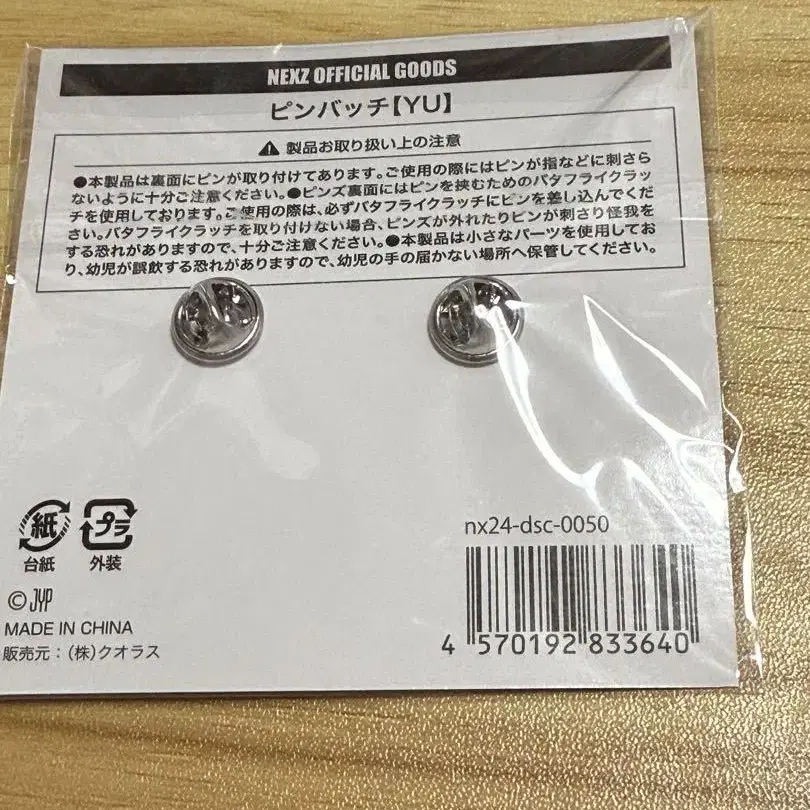 NEXZ OFFICIAL GOODS
ピンバッチ【YU】
製品お取り扱い上の注意
●本製品は裏面にピンが取り付けてあります。ご使用の際にはピンが指などに刺さら
ないように十分ご注意ください。●ピンズ裏面にはピンを挟むためのバタフライクラッ
チを使用しております。ご使用の際は、必ずバタフライクラッチにピンを差し込んでくだ
さい。バタフライクラッチを取り付けない場合、ピンズが外れたりピンが刺さり怪我を
する恐れがありますので、十分ご注意ください。●本製品は小さなパーツを使用してお
り、幼児が誤飲する恐れがありますので、幼児の手の届かない場所へ保管してください。
紙
プラ
台紙
外装
nx24-dsc-0050
4 570192 833640
© JYP
MADE IN CHINA
販売元：（株）クオラス